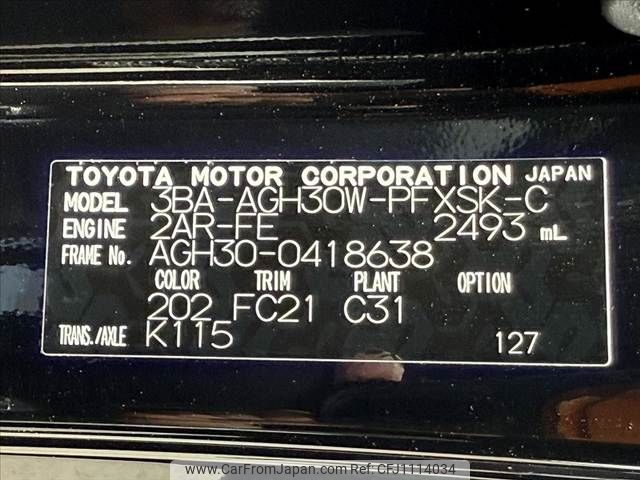 TOYOTA MOTOR CORPORATION JAPAN
MODEL 3BA-AGH30W-PFXSK-C
ENGINE 2AR-FE 2493 mL
FRAME No. AGH30-0418638
COLOR TRIM PLANT OPTION
202 FC21 C31
TRANS./AXLE K115 127
www.CarFromJapan.com - CFJ1114034